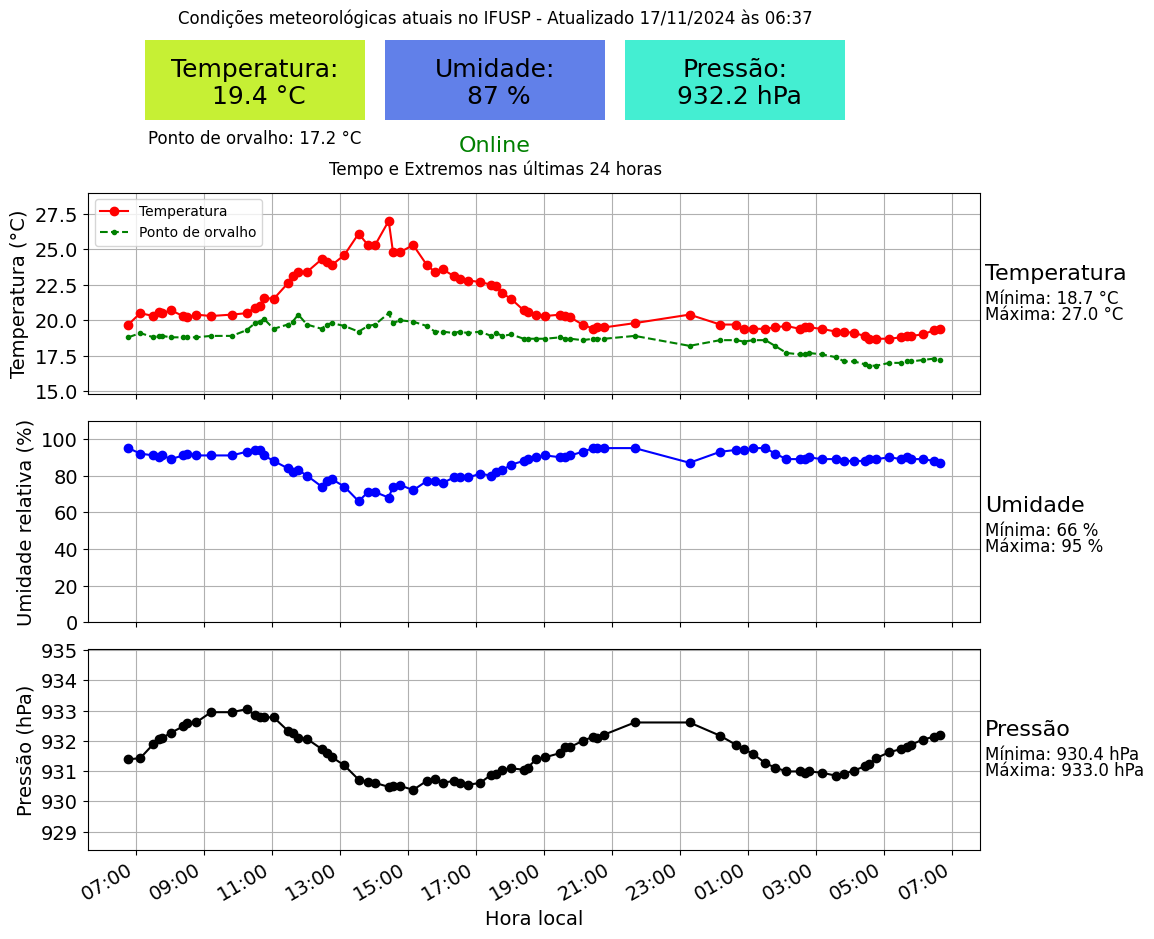 Condições meteorológicas atuais no IFUSP - Atualizado 17/11/2024 às 06:37
Temperatura:
19.4 °C
Umidade:
87 %
Pressão:
932.2 hPa
Ponto de orvalho: 17.2 °C
Online
Tempo e Extremos nas últimas 24 horas
Temperatura (°C)
27.5
25.0
22.5
20.0
17.5
15.0
Temperatura
Ponto de orvalho
Temperatura
Mínima: 18.7 °C
Máxima: 27.0 °C
Umidade relativa (%)
100
80
60
40
20
0
Umidade
Mínima: 66 %
Máxima: 95 %
Pressão (hPa)
935
934
933
932
931
930
929
Pressão
Mínima: 930.4 hPa
Máxima: 933.0 hPa
07:00 09:00 11:00 13:00 15:00 17:00 19:00 21:00 23:00 01:00 03:00 05:00 07:00
Hora local